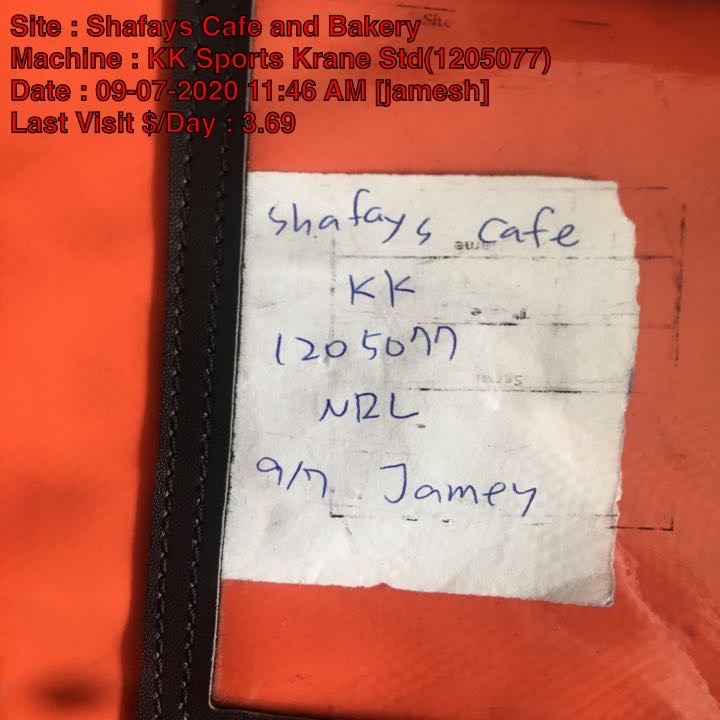 Site : Shafays Cafe and Bakery
Machine : KK Sports Krane Std(1205077)
Date : 09-07-2020 11:46 AM [jamesh]
Last Visit $/Day : 3.69
Site
Shafays Cafe
KK
1205077
NRL
9/7 Jamey